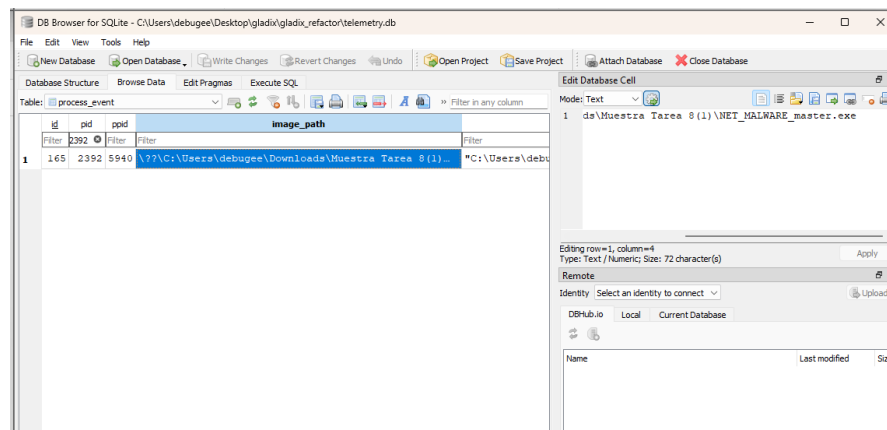 DB Browser for SQLite - C:\Users\debugee\Desktop\gladix\gladix_refactor\telemetry.db
File Edit View Tools Help
New Database Open Database Write Changes Revert Changes Undo Open Project Save Project Attach Database Close Database
Database Structure Browse Data Edit Pragmas Execute SQL
Table: process_event Filter in any column
id pid ppid image_path
Filter 2392 Filter Filter Filter
1 165 2392 5940 \??\C:\Users\debugee\Downloads\Muestra Tarea 8(1)… "C:\Users\debu
Edit Database Cell
Mode: Text
1 ds\Muestra Tarea 8(1)\NET_MALWARE_master.exe
Editing row=1, column=4
Type: Text / Numeric; Size: 72 character(s)
Apply
Remote
Identity Select an identity to connect Upload
DBHub.io Local Current Database
Name Last modified Siz